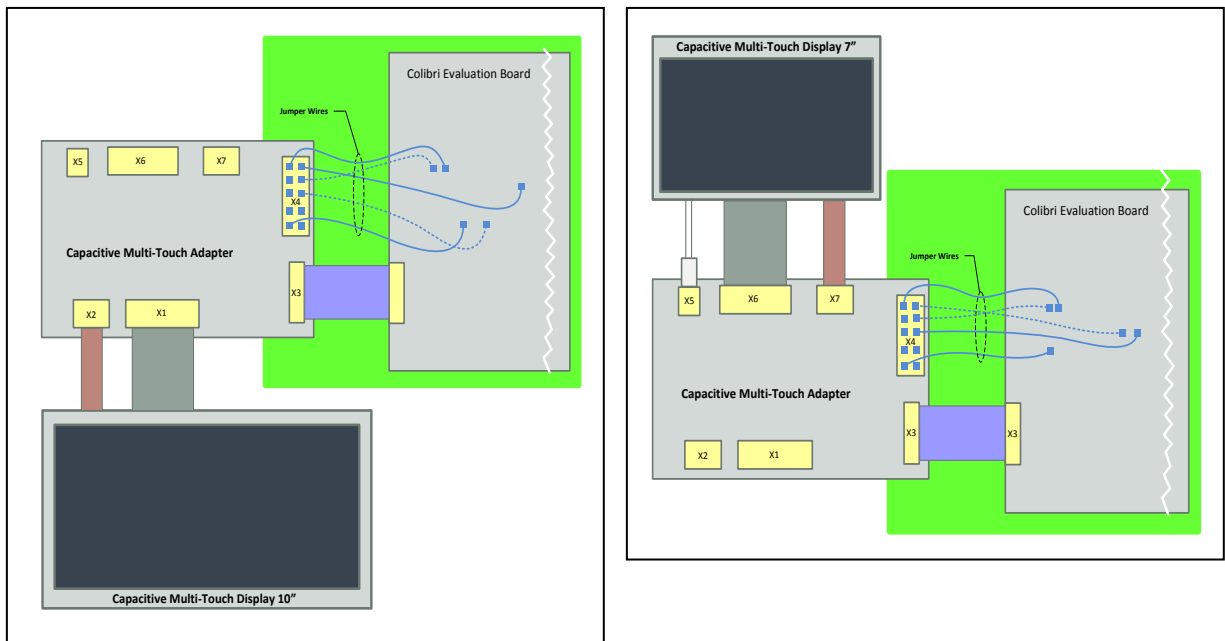 Colibri Evaluation Board
Jumper Wires
X5
X6
X7
X4
Capacitive Multi-Touch Adapter
X3
X2
X1
Capacitive Multi-Touch Display 10”
Capacitive Multi-Touch Display 7”
Colibri Evaluation Board
Jumper Wires
X5
X6
X7
X4
Capacitive Multi-Touch Adapter
X3
X3
X2
X1